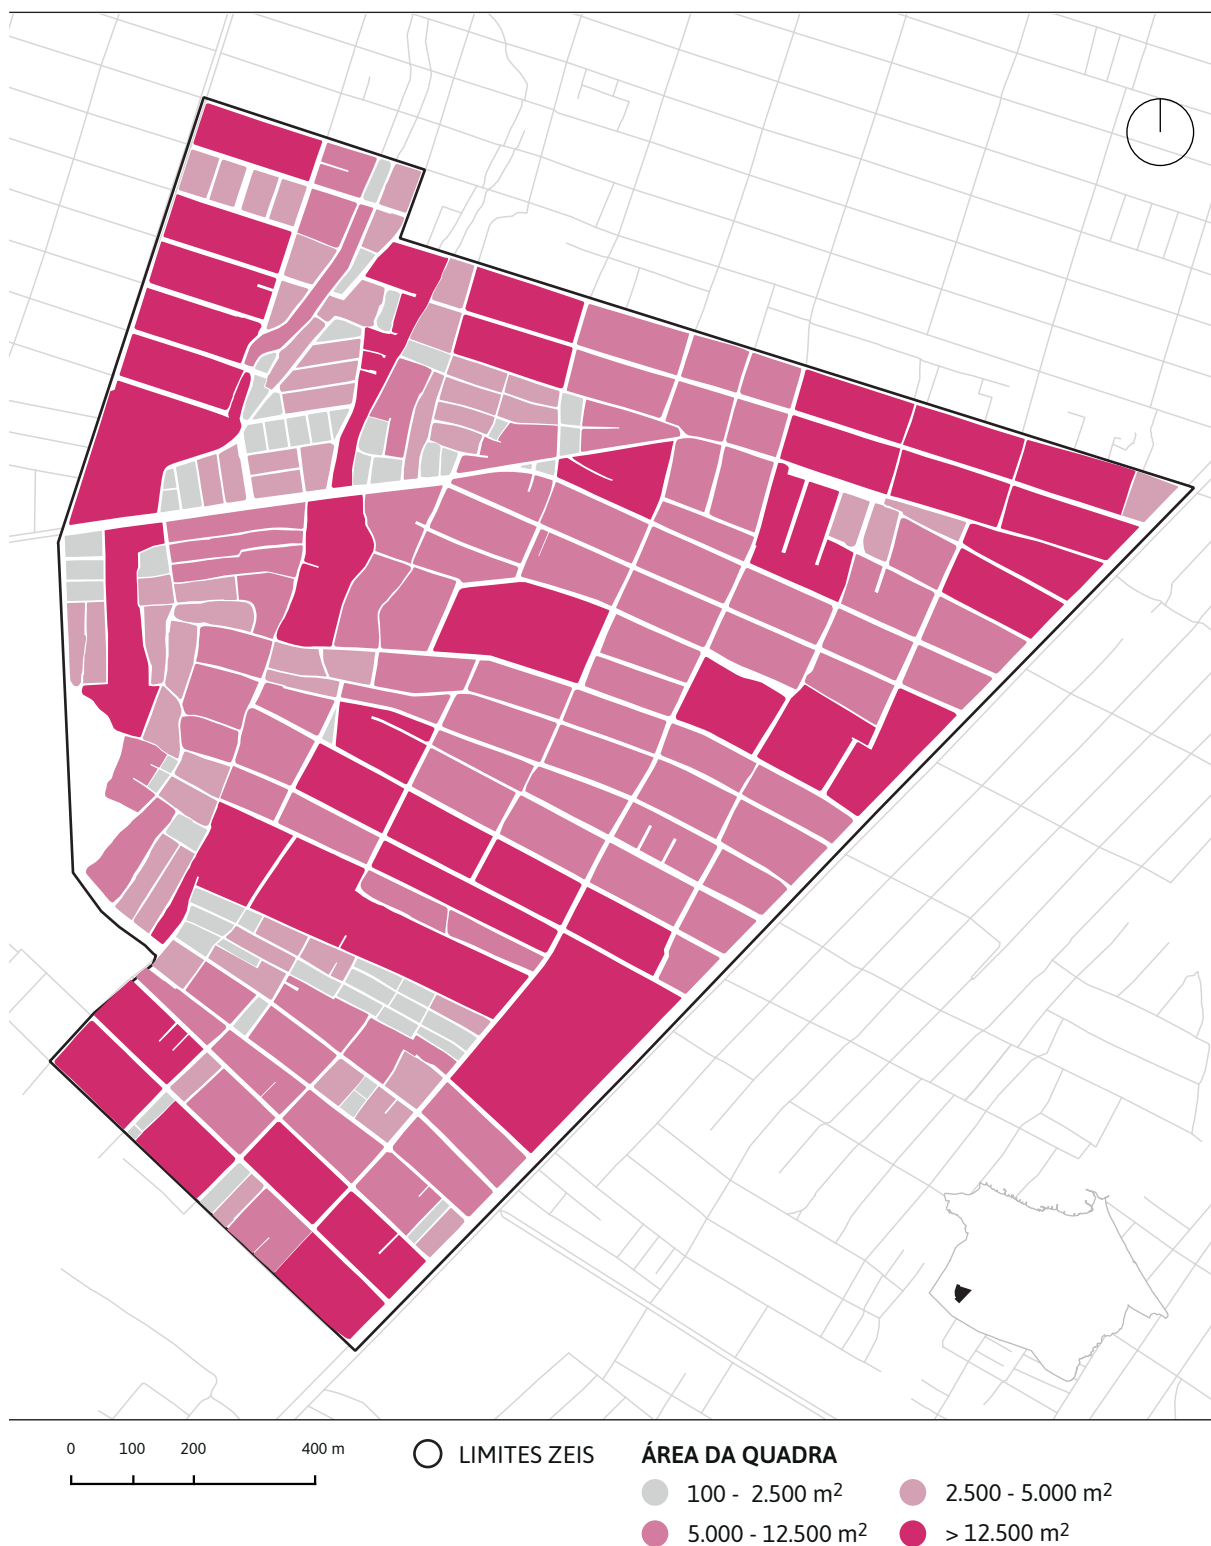 0 100 200 400 m
LIMITES ZEIS
ÁREA DA QUADRA
100 - 2.500 m²
2.500 - 5.000 m²
5.000 - 12.500 m²
> 12.500 m²